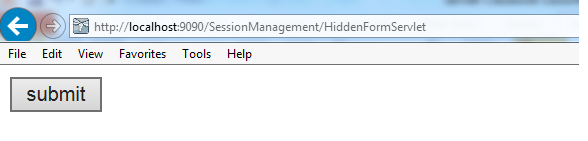 http://localhost:9090/SessionManagement/HiddenFormServlet
File Edit View Favorites Tools Help
submit